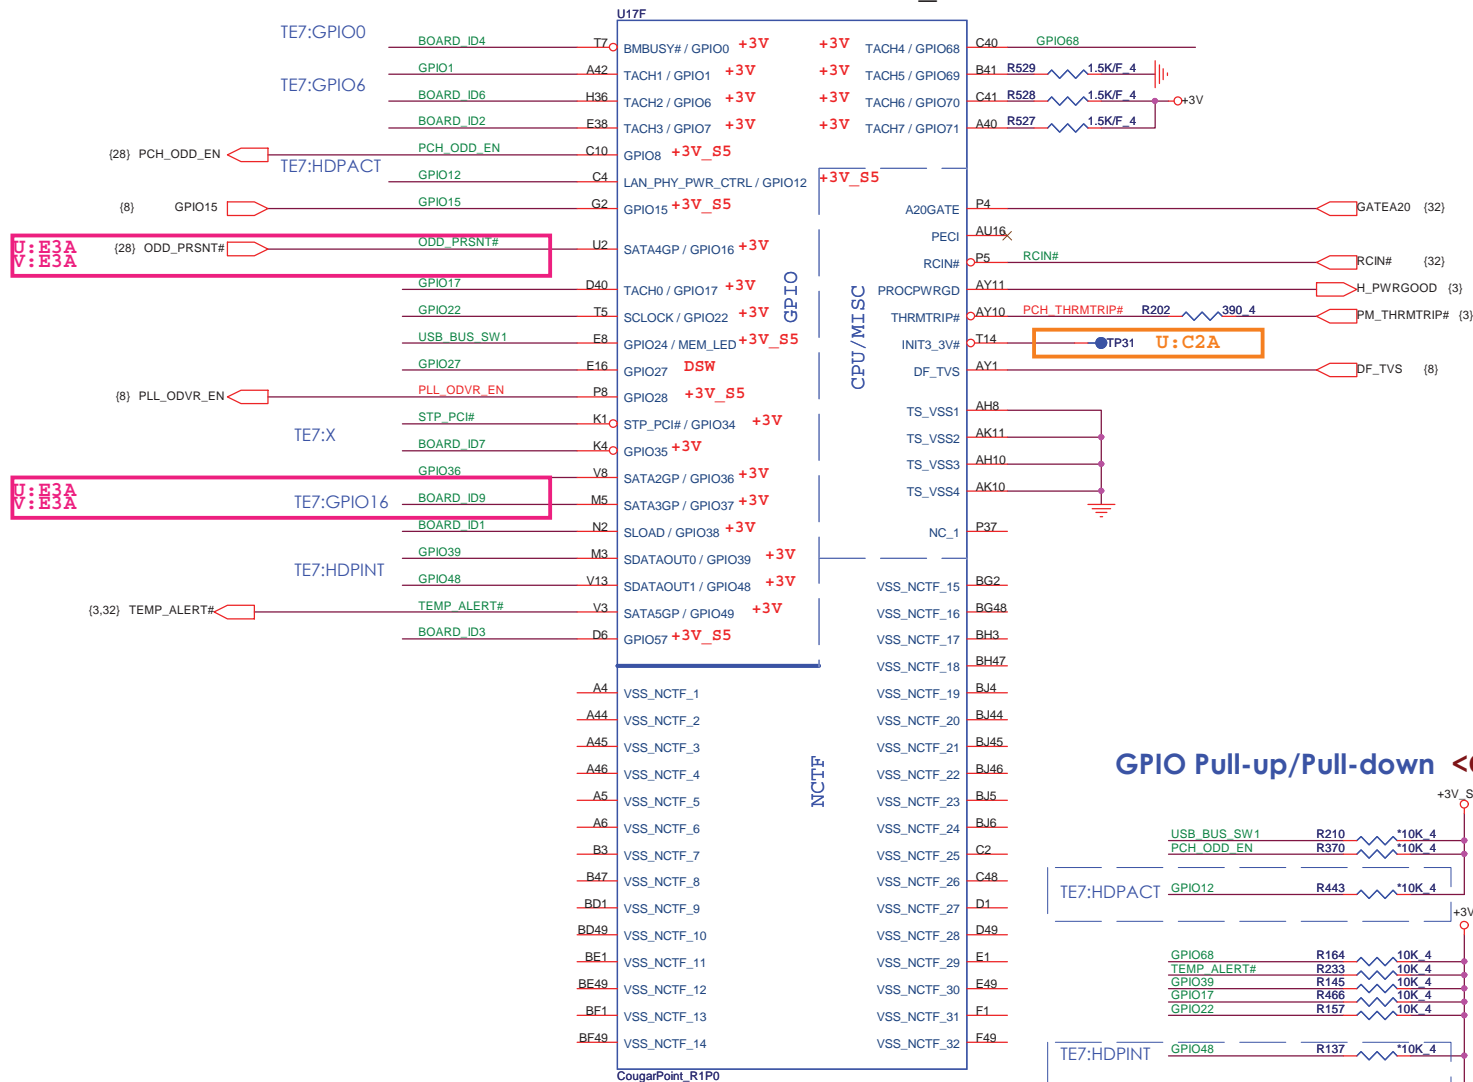 U17F
TE7:GPIO0
BOARD_ID4 T7 BMBUSY# / GPIO0 +3V +3V TACH4 / GPIO68 C40 GPIO68
GPIO1 A42 TACH1 / GPIO1 +3V +3V TACH5 / GPIO69 B41 R529 1.5K/F_4
TE7:GPIO6
BOARD_ID6 H36 TACH2 / GPIO6 +3V +3V TACH6 / GPIO70 C41 R528 1.5K/F_4 +3V
BOARD_ID2 E38 TACH3 / GPIO7 +3V +3V TACH7 / GPIO71 A40 R527 1.5K/F_4
{28} PCH_ODD_EN PCH_ODD_EN C10 GPIO8 +3V_S5
TE7:HDPACT
GPIO12 C4 LAN_PHY_PWR_CTRL / GPIO12 +3V_S5
{8} GPIO15 GPIO15 G2 GPIO15 +3V_S5 A20GATE P4 GATEA20 {32}
PECI AU16
U:E3A
V:E3A
{28} ODD_PRSNT# ODD_PRSNT# U2 SATA4GP / GPIO16 +3V
RCIN# P5 RCIN# RCIN# {32}
GPIO17 D40 TACH0 / GPIO17 +3V PROCPWRGD AY11 H_PWRGOOD {3}
GPIO22 T5 SCLOCK / GPIO22 +3V THRMTRIP# AY10 PCH_THRMTRIP# R202 390_4 PM_THRMTRIP# {3}
USB_BUS_SW1 E8 GPIO24 / MEM_LED +3V_S5 INIT3_3V# T14 TP31 U:C2A
GPIO27 E16 GPIO27 DSW DF_TVS AY1 DF_TVS {8}
GPIO
CPU/MISC
{8} PLL_ODVR_EN PLL_ODVR_EN P8 GPIO28 +3V_S5
STP_PCI# K1 STP_PCI# / GPIO34 +3V TS_VSS1 AH8
TE7:X
BOARD_ID7 K4 GPIO35 +3V TS_VSS2 AK11
GPIO36 V8 SATA2GP / GPIO36 +3V TS_VSS3 AH10
U:E3A
V:E3A
TE7:GPIO16 BOARD_ID9 M5 SATA3GP / GPIO37 +3V TS_VSS4 AK10
BOARD_ID1 N2 SLOAD / GPIO38 +3V NC_1 P37
GPIO39 M3 SDATAOUT0 / GPIO39 +3V
TE7:HDPINT
GPIO48 V13 SDATAOUT1 / GPIO48 +3V VSS_NCTF_15 BG2
{3,32} TEMP_ALERT# TEMP_ALERT# V3 SATA5GP / GPIO49 +3V VSS_NCTF_16 BG48
BOARD_ID3 D6 GPIO57 +3V_S5 VSS_NCTF_17 BH3
VSS_NCTF_18 BH47
A4 VSS_NCTF_1 VSS_NCTF_19 BJ4
A44 VSS_NCTF_2 VSS_NCTF_20 BJ44
A45 VSS_NCTF_3 VSS_NCTF_21 BJ45
A46 VSS_NCTF_4 VSS_NCTF_22 BJ46
A5 VSS_NCTF_5 VSS_NCTF_23 BJ5
A6 VSS_NCTF_6 VSS_NCTF_24 BJ6
B3 VSS_NCTF_7 VSS_NCTF_25 C2
B47 VSS_NCTF_8 VSS_NCTF_26 C48
BD1 VSS_NCTF_9 VSS_NCTF_27 D1
BD49 VSS_NCTF_10 VSS_NCTF_28 D49
BE1 VSS_NCTF_11 VSS_NCTF_29 E1
BE49 VSS_NCTF_12 VSS_NCTF_30 E49
BF1 VSS_NCTF_13 VSS_NCTF_31 F1
BF49 VSS_NCTF_14 VSS_NCTF_32 F49
NCTF
CougarPoint_R1P0
GPIO Pull-up/Pull-down
+3V_S
USB_BUS_SW1 R210 *10K_4
PCH_ODD_EN R370 *10K_4
TE7:HDPACT GPIO12 R443 *10K_4
+3V
GPIO68 R164 10K_4
TEMP_ALERT# R233 10K_4
GPIO39 R145 10K_4
GPIO17 R466 10K_4
GPIO22 R157 10K_4
TE7:HDPINT GPIO48 R137 *10K_4